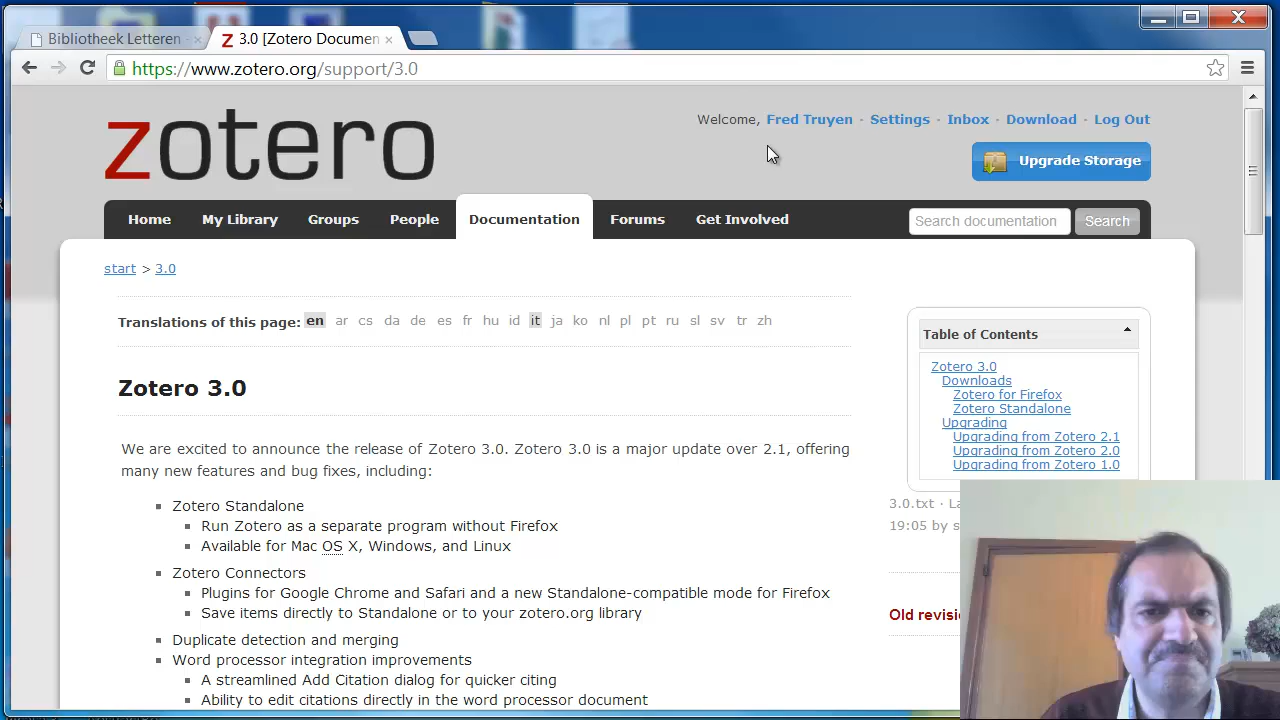 Bibliotheek Letteren
3.0 [Zotero Documen
https://www.zotero.org/support/3.0
zotero
Welcome, Fred Truyen · Settings · Inbox · Download · Log Out
Upgrade Storage
Home My Library Groups People Documentation Forums Get Involved
Search documentation Search
start > 3.0
Translations of this page: en ar cs da de es fr hu id it ja ko nl pl pt ru sl sv tr zh
Zotero 3.0
We are excited to announce the release of Zotero 3.0. Zotero 3.0 is a major update over 2.1, offering
many new features and bug fixes, including:
Zotero Standalone
Run Zotero as a separate program without Firefox
Available for Mac OS X, Windows, and Linux
Zotero Connectors
Plugins for Google Chrome and Safari and a new Standalone-compatible mode for Firefox
Save items directly to Standalone or to your zotero.org library
Duplicate detection and merging
Word processor integration improvements
A streamlined Add Citation dialog for quicker citing
Ability to edit citations directly in the word processor document
Table of Contents
Zotero 3.0
Downloads
Zotero for Firefox
Zotero Standalone
Upgrading
Upgrading from Zotero 2.1
Upgrading from Zotero 2.0
Upgrading from Zotero 1.0
3.0.txt · La
19:05 by s
Old revisi